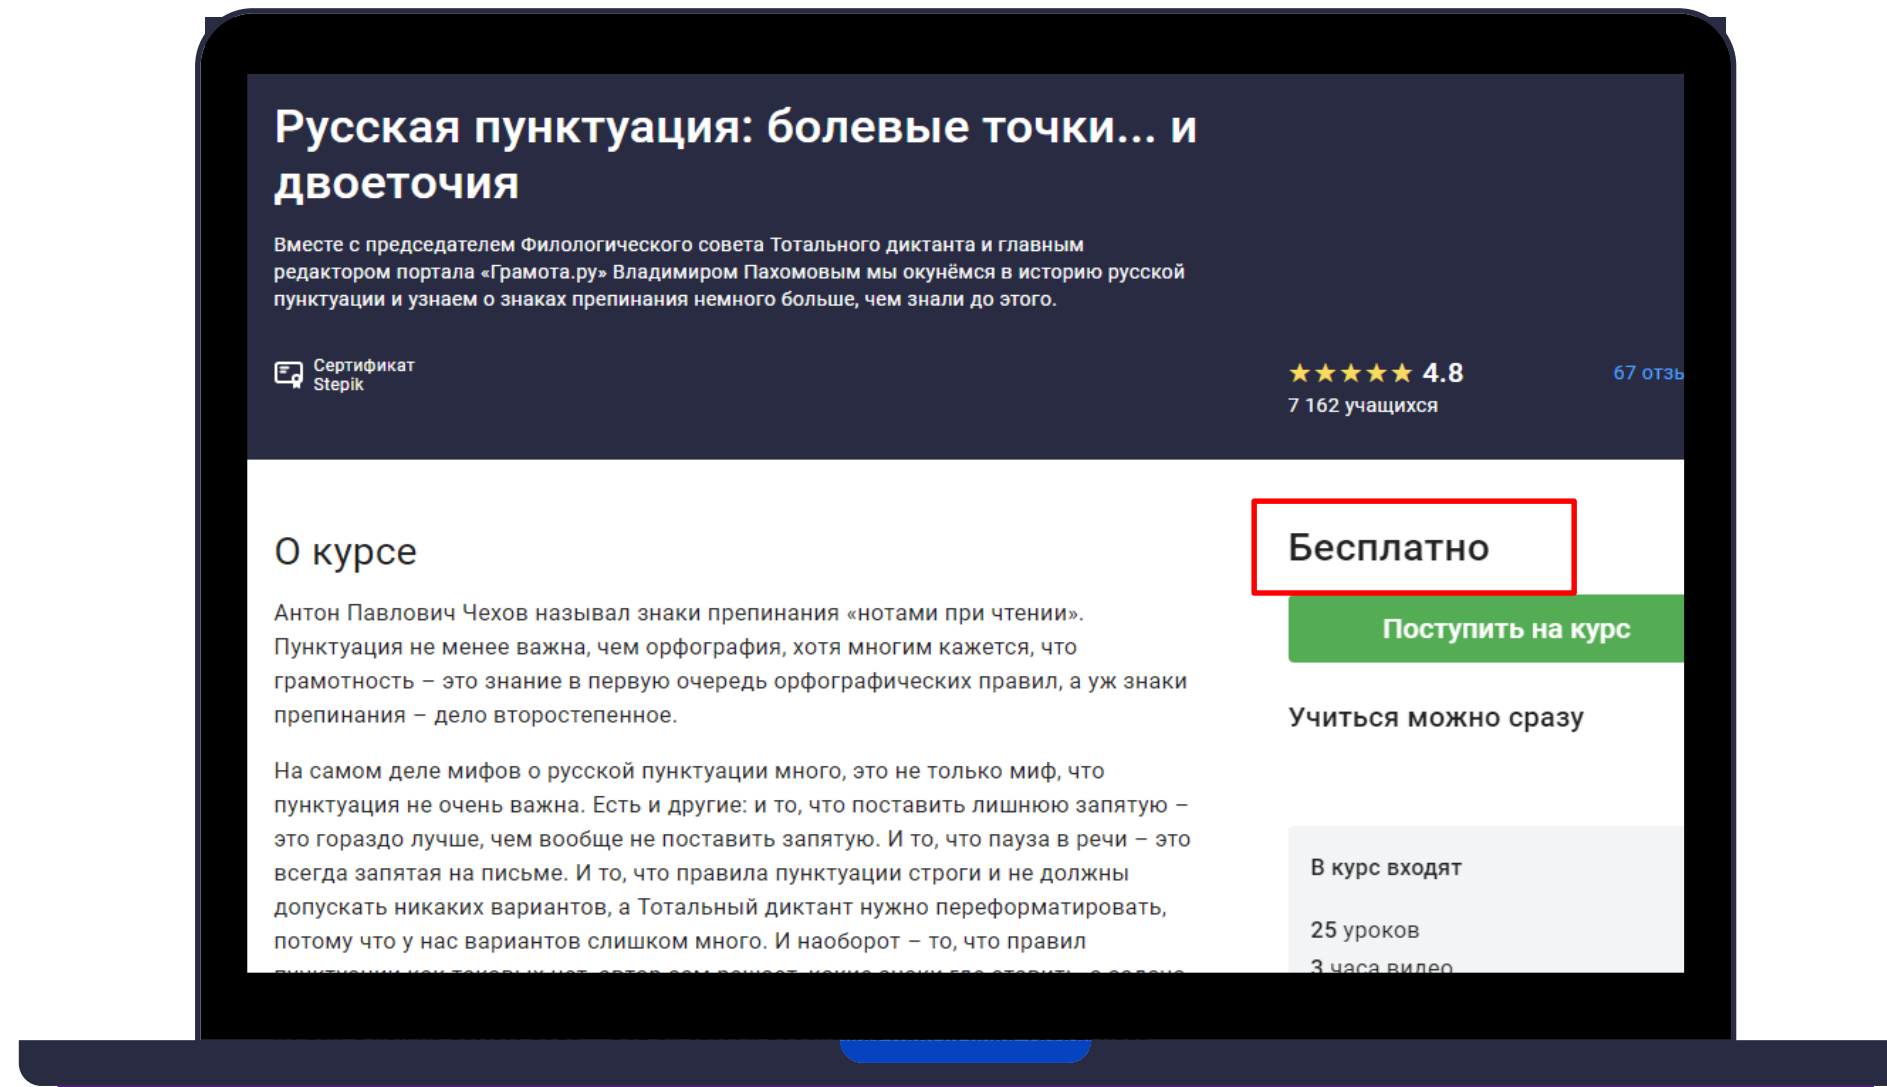 Русская пунктуация: болевые точки... и
двоеточия
Вместе с председателем Филологического совета Тотального диктанта и главным
редактором портала «Грамота.ру» Владимиром Пахомовым мы окунёмся в историю русской
пунктуации и узнаем о знаках препинания немного больше, чем знали до этого.
Сертификат
Stepik
4.8
67 отзы
7 162 учащихся
О курсе
Антон Павлович Чехов называл знаки препинания «нотами при чтении».
Пунктуация не менее важна, чем орфография, хотя многим кажется, что
грамотность – это знание в первую очередь орфографических правил, а уж знаки
препинания – дело второстепенное.
На самом деле мифов о русской пунктуации много, это не только миф, что
пунктуация не очень важна. Есть и другие: и то, что поставить лишнюю запятую –
это гораздо лучше, чем вообще не поставить запятую. И то, что пауза в речи – это
всегда запятая на письме. И то, что правила пунктуации строги и не должны
допускать никаких вариантов, а Тотальный диктант нужно переформатировать,
потому что у нас вариантов слишком много. И наоборот – то, что правил
Бесплатно
Поступить на курс
Учиться можно сразу
В курс входят
25 уроков
3 часа видео